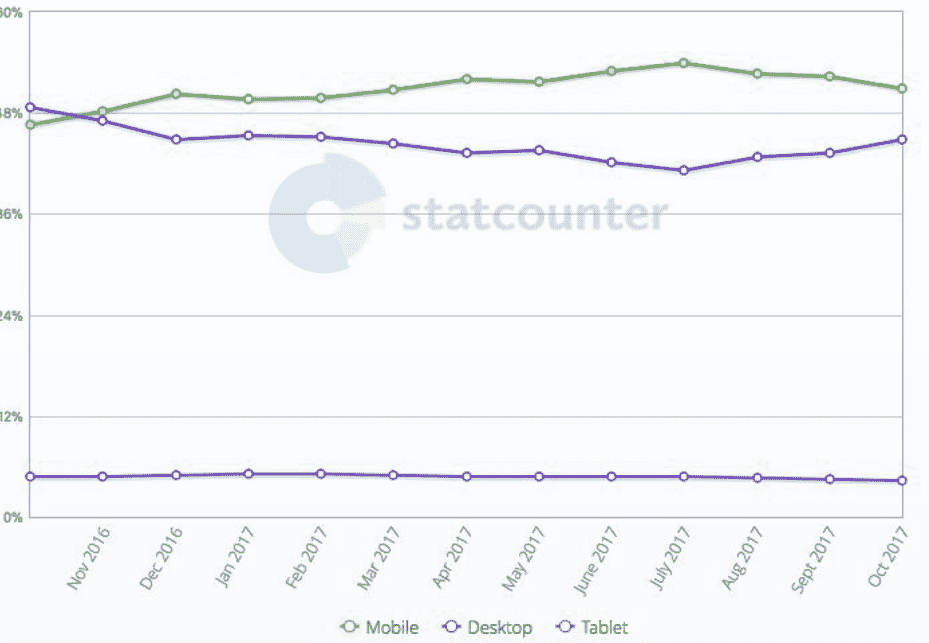 60%
48%
36%
statcounter
24%
12%
0%
Nov 2016
Dec 2016
Jan 2017
Feb 2017
Mar 2017
Apr 2017
May 2017
June 2017
July 2017
Aug 2017
Sept 2017
Oct 2017
Mobile Desktop Tablet